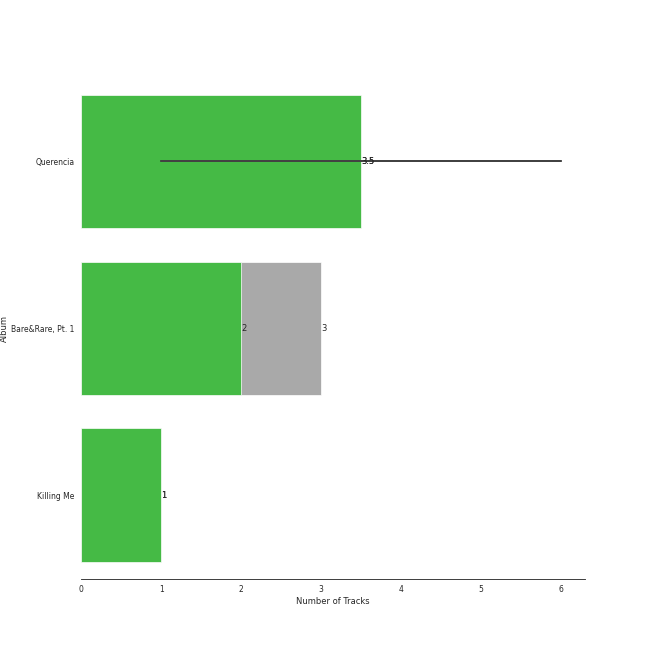 Querencia
3.5
Bare&Rare, Pt. 1
2
3
Album
Killing Me
1
0 1 2 3 4 5 6
Number of Tracks